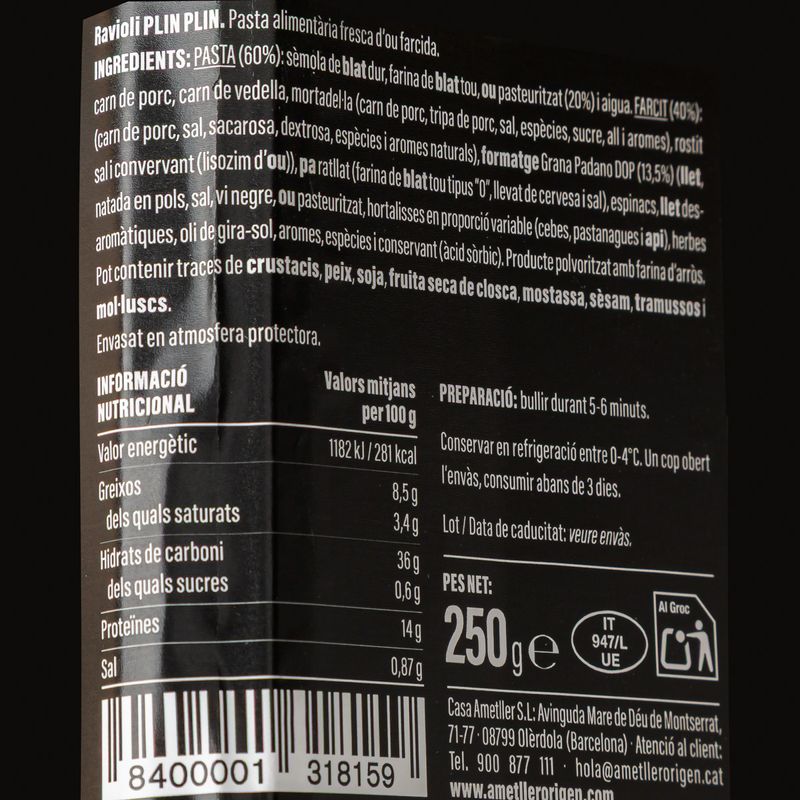 Ravioli PLIN PLIN. Pasta alimentària fresca d'ou farcida.
INGREDIENTS: PASTA (60%): sèmola de blat dur, farina de blat tou, ou pasteuritzat (20%) i aigua. FARCIT (40%):
carn de porc, carn de vedella, mortadel·la (carn de porc, tripa de porc, sal, espècies, sucre, all i aromes), rostit
(carn de porc, sal, sacarosa, dextrosa, espècies i aromes naturals), formatge Grana Padano DOP (13,5%) (llet,
sal i convervant (lisozim d'ou)), pa ratllat (farina de blat tou tipus "0", llevat de cervesa i sal), espinacs, llet des-
natada en pols, sal, vi negre, ou pasteuritzat, hortalisses en proporció variable (cebes, pastanagues i api), herbes
aromàtiques, oli de gira-sol, aromes, espècies i conservant (àcid sòrbic). Producte polvoritzat amb farina d'arròs.
Pot contenir traces de crustacis, peix, soja, fruita seca de closca, mostassa, sèsam, tramussos i
mol·luscs.
Envasat en atmosfera protectora.
INFORMACIÓ
NUTRICIONAL
Valors mitjans
per 100 g
Valor energètic 1182 kJ / 281 kcal
Greixos 8,5 g
dels quals saturats 3,4 g
Hidrats de carboni 36 g
dels quals sucres 0,6 g
Proteïnes 14 g
Sal 0,87 g
8400001 318159
PREPARACIÓ: bullir durant 5-6 minuts.
Conservar en refrigeració entre 0-4°C. Un cop obert
l'envàs, consumir abans de 3 dies.
Lot / Data de caducitat: veure envàs.
PES NET:
250g e
IT
947/L
UE
Al Groc
Casa Ametller S.L: Avinguda Mare de Déu de Montserrat,
71-77 · 08799 Olèrdola (Barcelona) · Atenció al client:
Tel. 900 877 111 · hola@ametllerorigen.cat
www.ametllerorigen.com